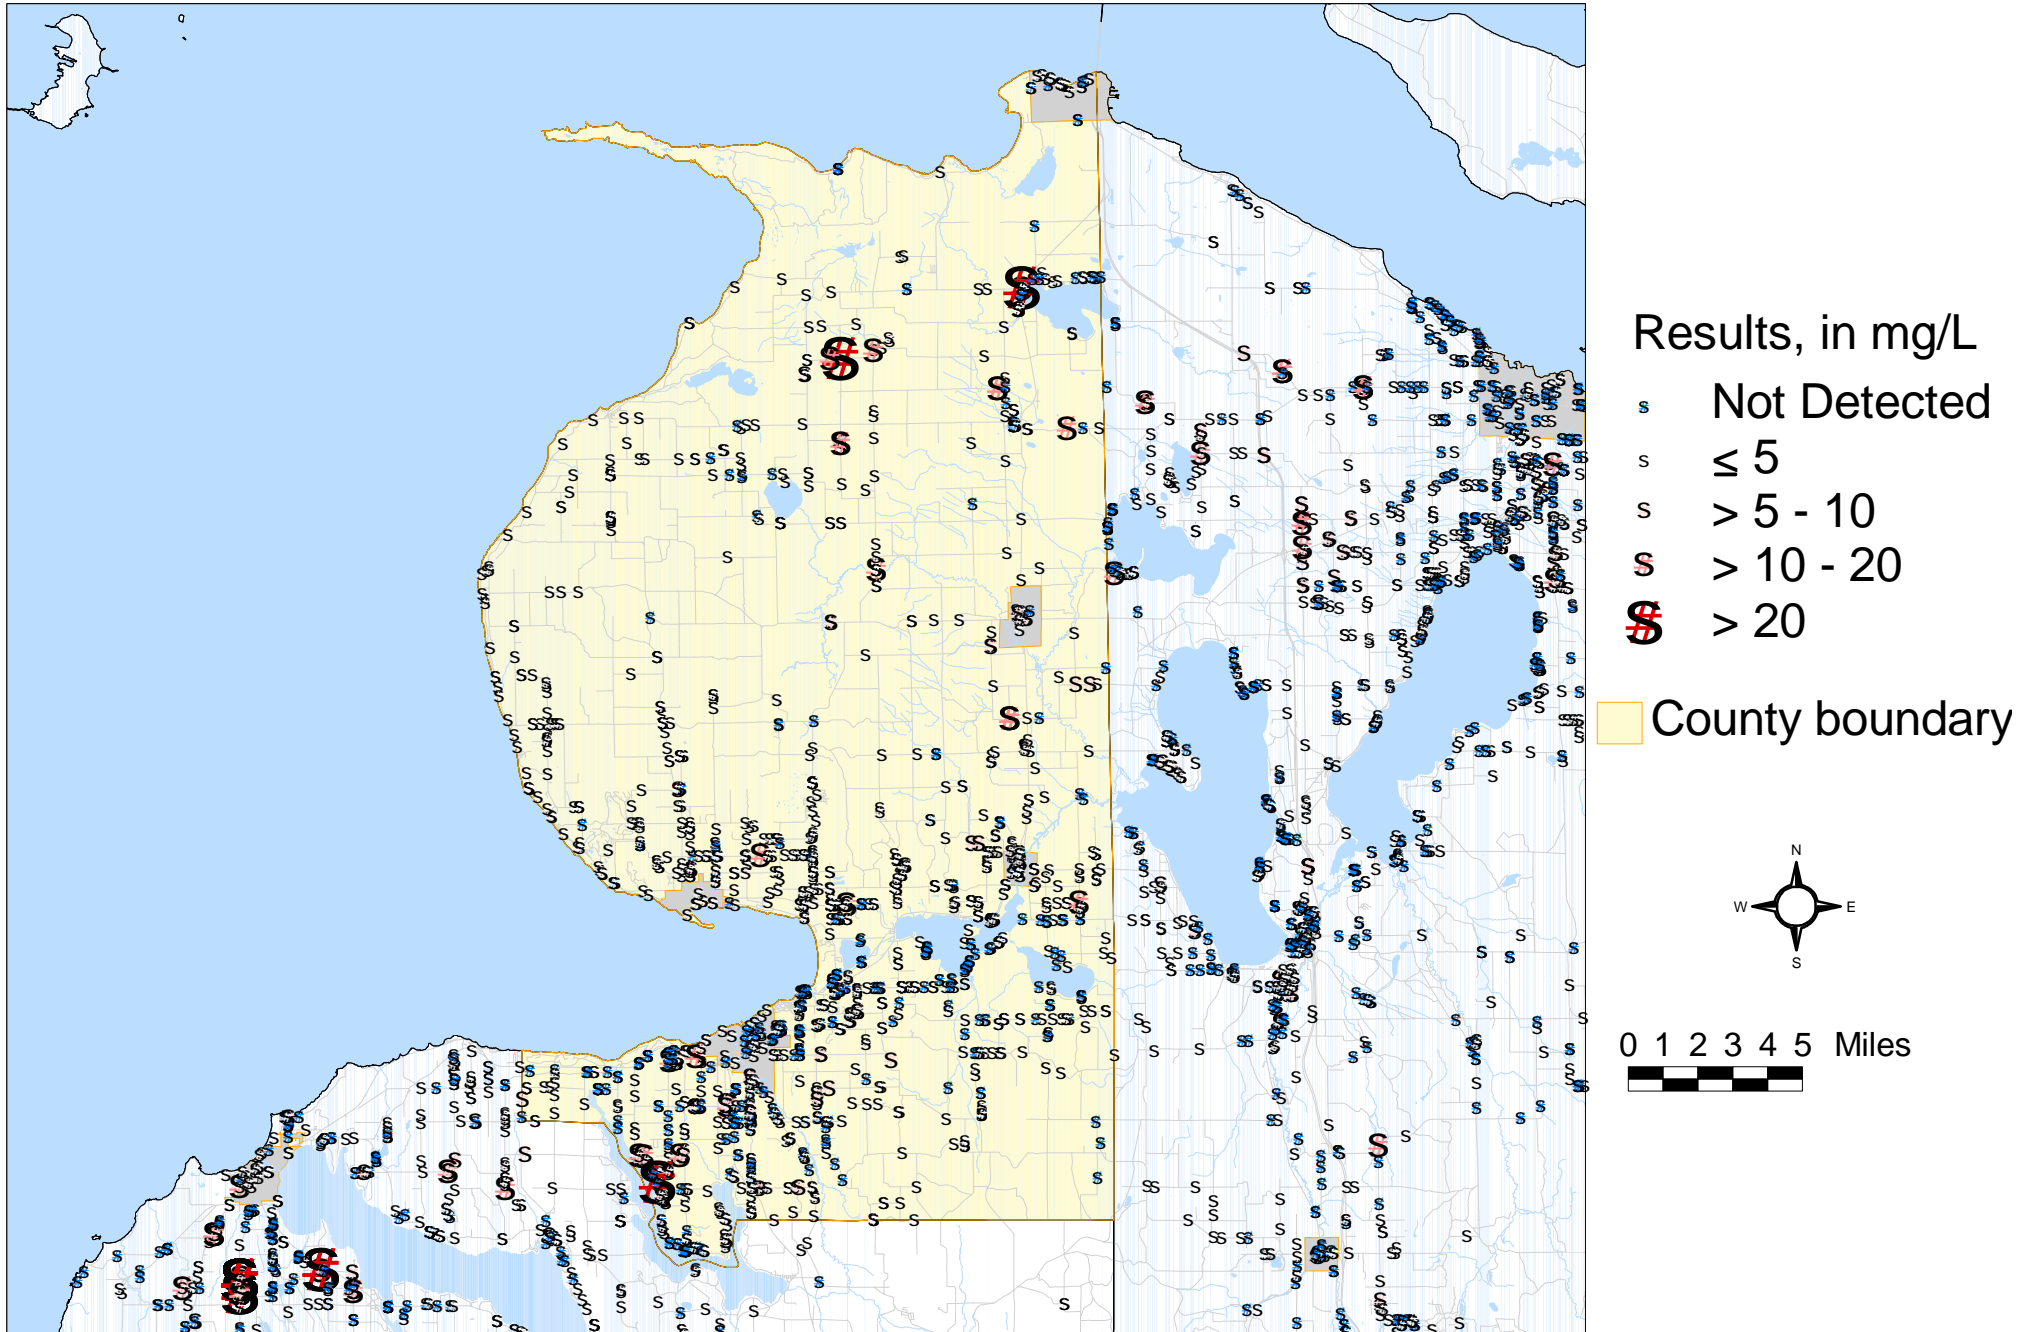 Results, in mg/L
s Not Detected
s ≤ 5
s > 5 - 10
s > 10 - 20
s > 20
County boundary
N
W E
S
0 1 2 3 4 5 Miles